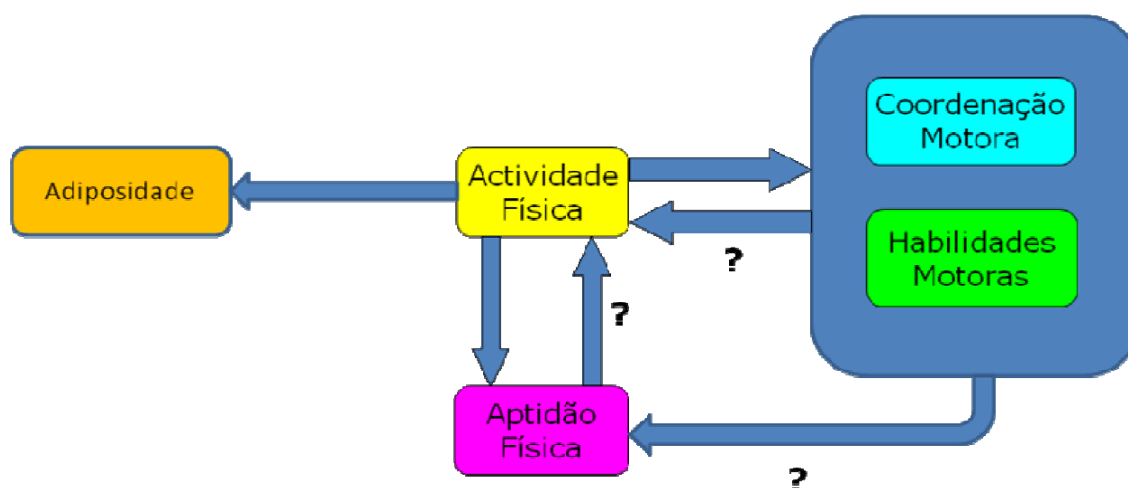 Coordenação
Motora
Adiposidade
Actividade
Física
Habilidades
Motoras
?
?
Aptidão
Física
?